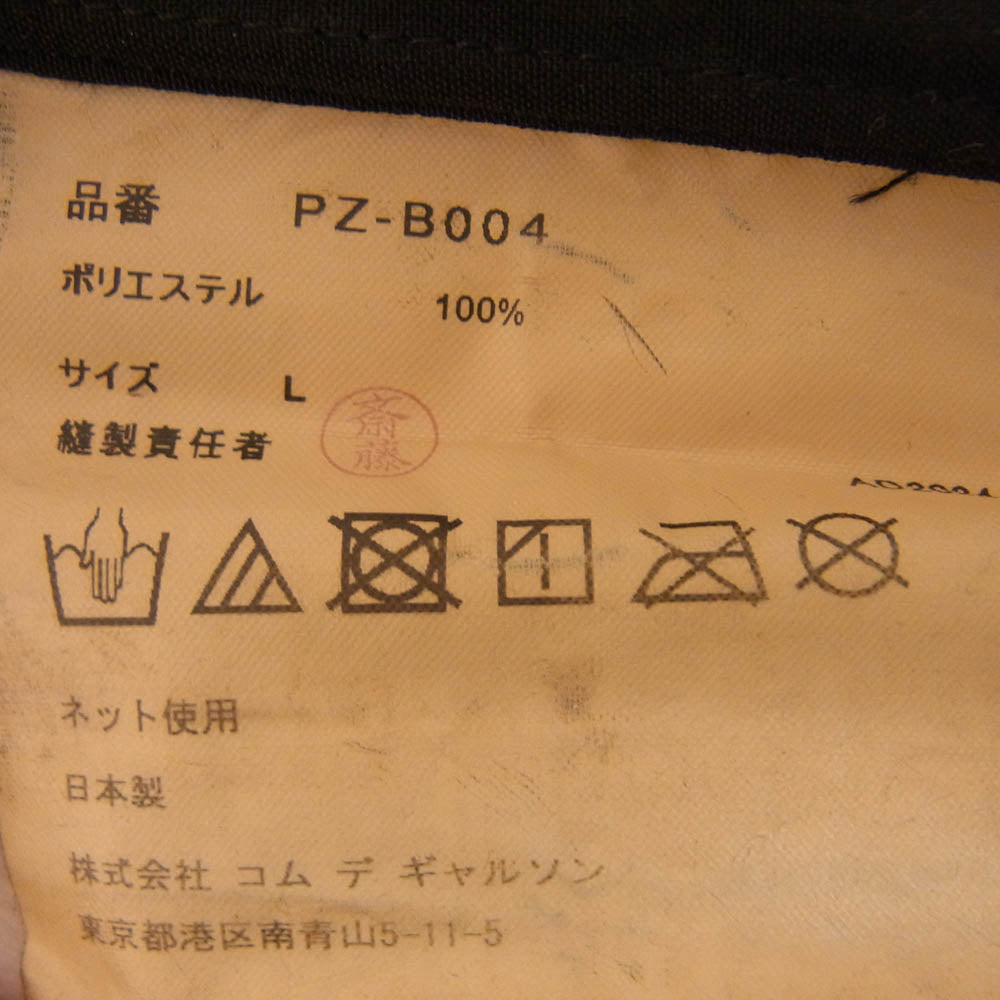 品番 PZ-B004
ポリエステル 100%
サイズ L
縫製責任者 斎藤
ネット使用
日本製
株式会社 コム デ ギャルソン
東京都港区南青山5-11-5